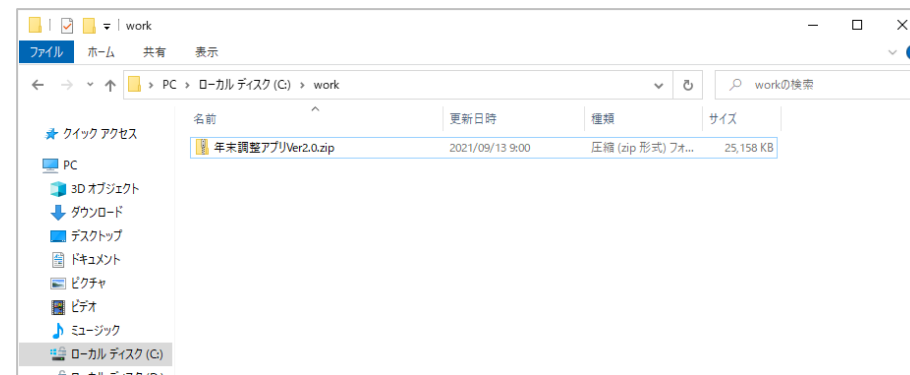 work
ファイル ホーム 共有 表示
PC › ローカル ディスク (C:) › work workの検索
名前 更新日時 種類 サイズ
年末調整アプリVer2.0.zip 2021/09/13 9:00 圧縮 (zip 形式) フォ... 25,158 KB
クイック アクセス
PC
3D オブジェクト
ダウンロード
デスクトップ
ドキュメント
ピクチャ
ビデオ
ミュージック
ローカル ディスク (C:)